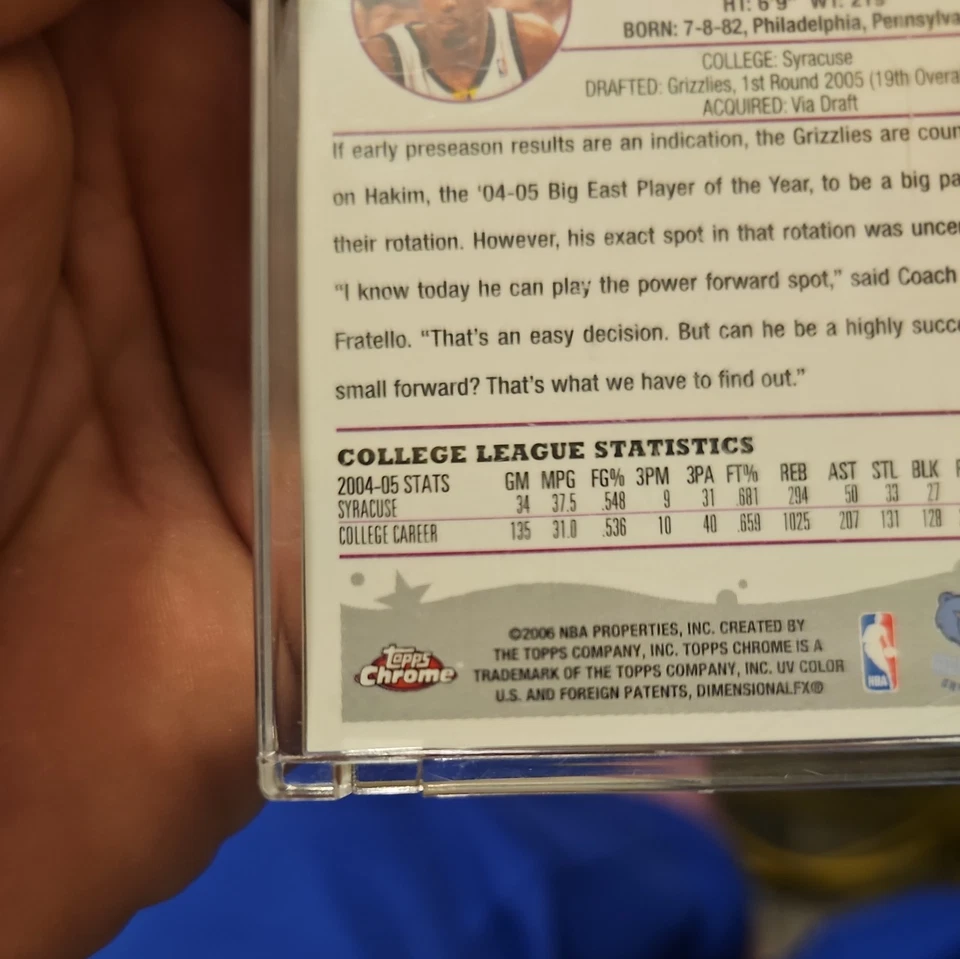 HT: 6'9" WT: 215
BORN: 7-8-82, Philadelphia, Pennsylva
COLLEGE: Syracuse
DRAFTED: Grizzlies, 1st Round 2005 (19th Overa
ACQUIRED: Via Draft
If early preseason results are an indication, the Grizzlies are coun
on Hakim, the '04-05 Big East Player of the Year, to be a big pa
their rotation. However, his exact spot in that rotation was unce
"I know today he can play the power forward spot," said Coach
Fratello. "That's an easy decision. But can he be a highly succe
small forward? That's what we have to find out."
COLLEGE LEAGUE STATISTICS
2004-05 STATS GM MPG FG% 3PM 3PA FT% REB AST STL BLK
SYRACUSE 34 37.5 .548 9 31 .681 294 50 33 27
COLLEGE CAREER 135 31.0 .536 10 40 .659 1025 207 131 128
©2006 NBA PROPERTIES, INC. CREATED BY
THE TOPPS COMPANY, INC. TOPPS CHROME IS A
TRADEMARK OF THE TOPPS COMPANY, INC. UV COLOR
U.S. AND FOREIGN PATENTS, DIMENSIONALFX®
Topps
Chrome
NBA